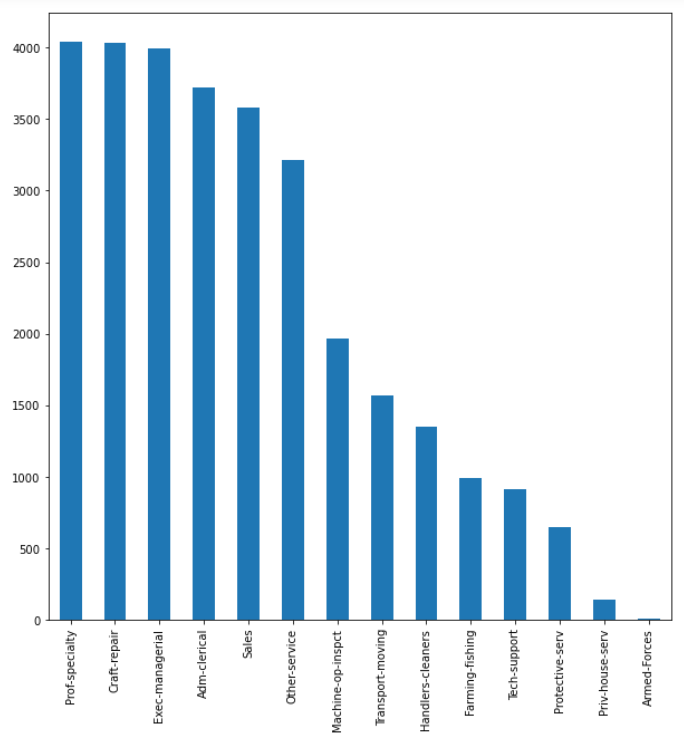 4000
3500
3000
2500
2000
1500
1000
500
0
Prof-specialty
Craft-repair
Exec-managerial
Adm-clerical
Sales
Other-service
Machine-op-inspct
Transport-moving
Handlers-cleaners
Farming-fishing
Tech-support
Protective-serv
Priv-house-serv
Armed-Forces